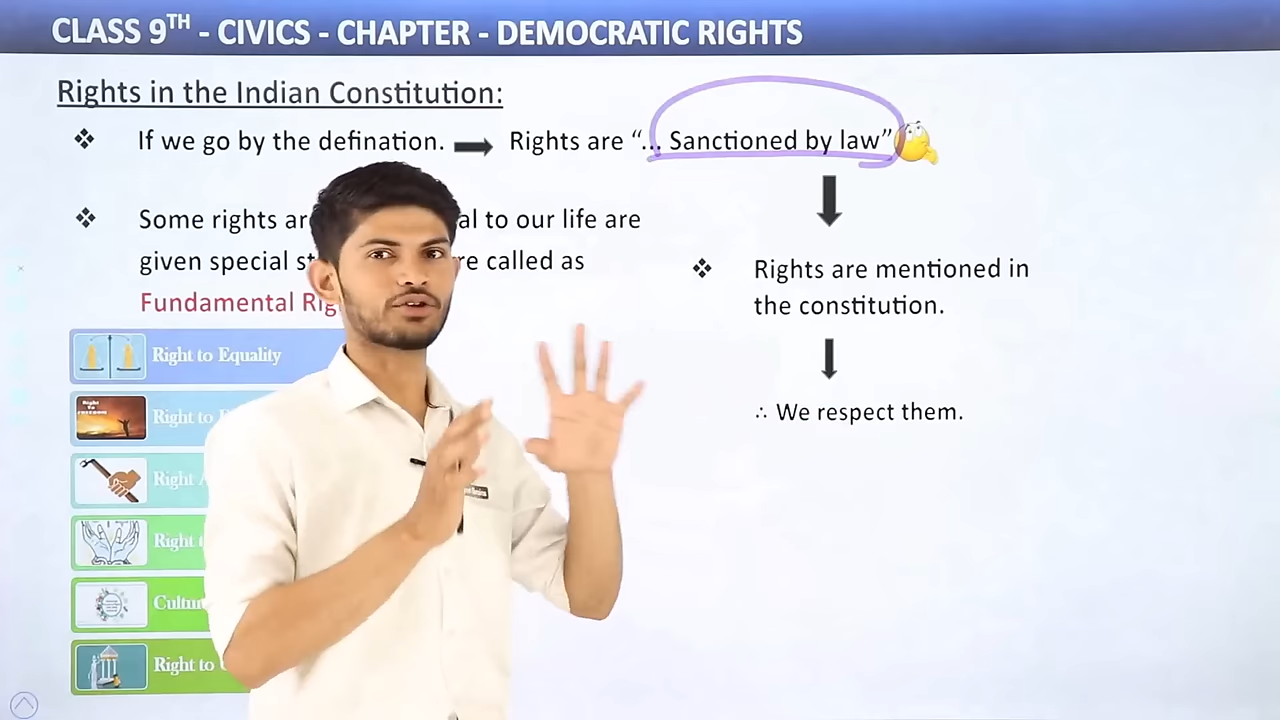 CLASS 9TH - CIVICS - CHAPTER - DEMOCRATIC RIGHTS
Rights in the Indian Constitution:
If we go by the defination.
Rights are “... Sanctioned by law”
Some rights al to our life are
given special st re called as
Fundamental Rig
Rights are mentioned in
the constitution.
∴ We respect them.
Right to Equality
Right to
Right
Right
Cultu
Right to